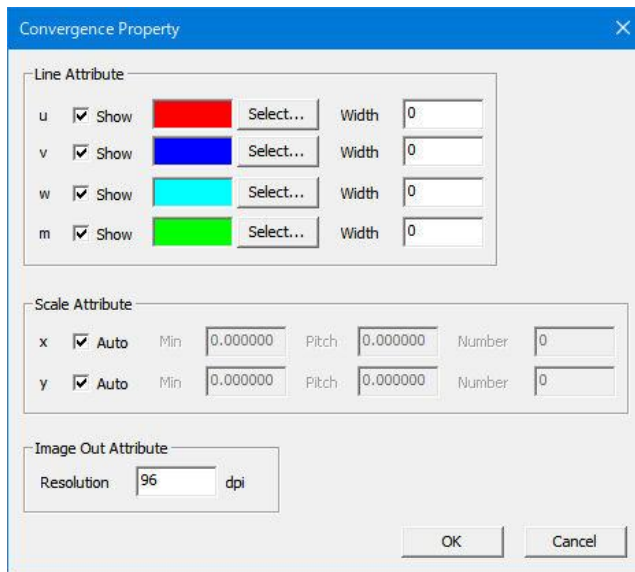 Convergence Property
Line Attribute
u Show Select... Width 0
v Show Select... Width 0
w Show Select... Width 0
m Show Select... Width 0
Scale Attribute
x Auto Min 0.000000 Pitch 0.000000 Number 0
y Auto Min 0.000000 Pitch 0.000000 Number 0
Image Out Attribute
Resolution 96 dpi
OK Cancel